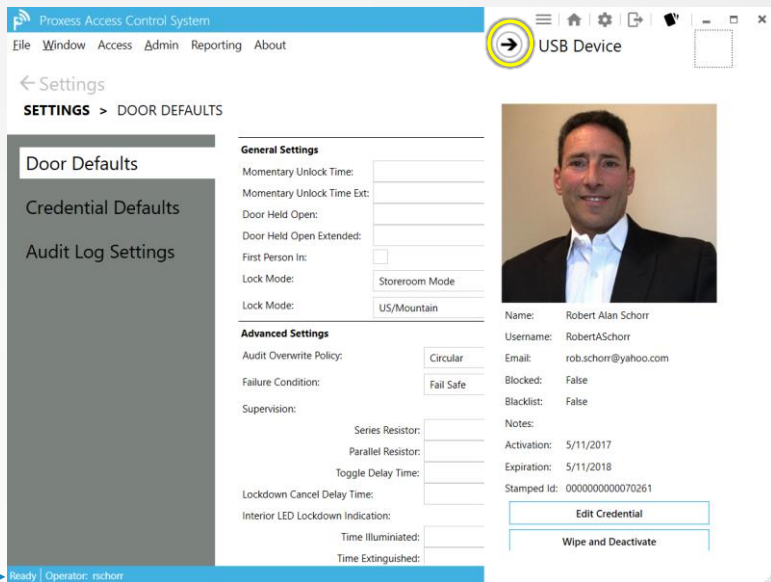 Proxess Access Control System
File Window Access Admin Reporting About
USB Device
Settings
SETTINGS > DOOR DEFAULTS
Door Defaults
Credential Defaults
Audit Log Settings
General Settings
Momentary Unlock Time:
Momentary Unlock Time Ext:
Door Held Open:
Door Held Open Extended:
First Person In:
Lock Mode: Storeroom Mode
Lock Mode: US/Mountain
Advanced Settings
Audit Overwrite Policy: Circular
Failure Condition: Fail Safe
Supervision:
Series Resistor:
Parallel Resistor:
Toggle Delay Time:
Lockdown Cancel Delay Time:
Interior LED Lockdown Indication:
Time Illuminiated:
Time Extinguished:
Name: Robert Alan Schorr
Username: RobertASchorr
Email: rob.schorr@yahoo.com
Blocked: False
Blacklist: False
Notes:
Activation: 5/11/2017
Expiration: 5/11/2018
Stamped Id: 0000000000070261
Edit Credential
Wipe and Deactivate
Ready Operator: rschorr